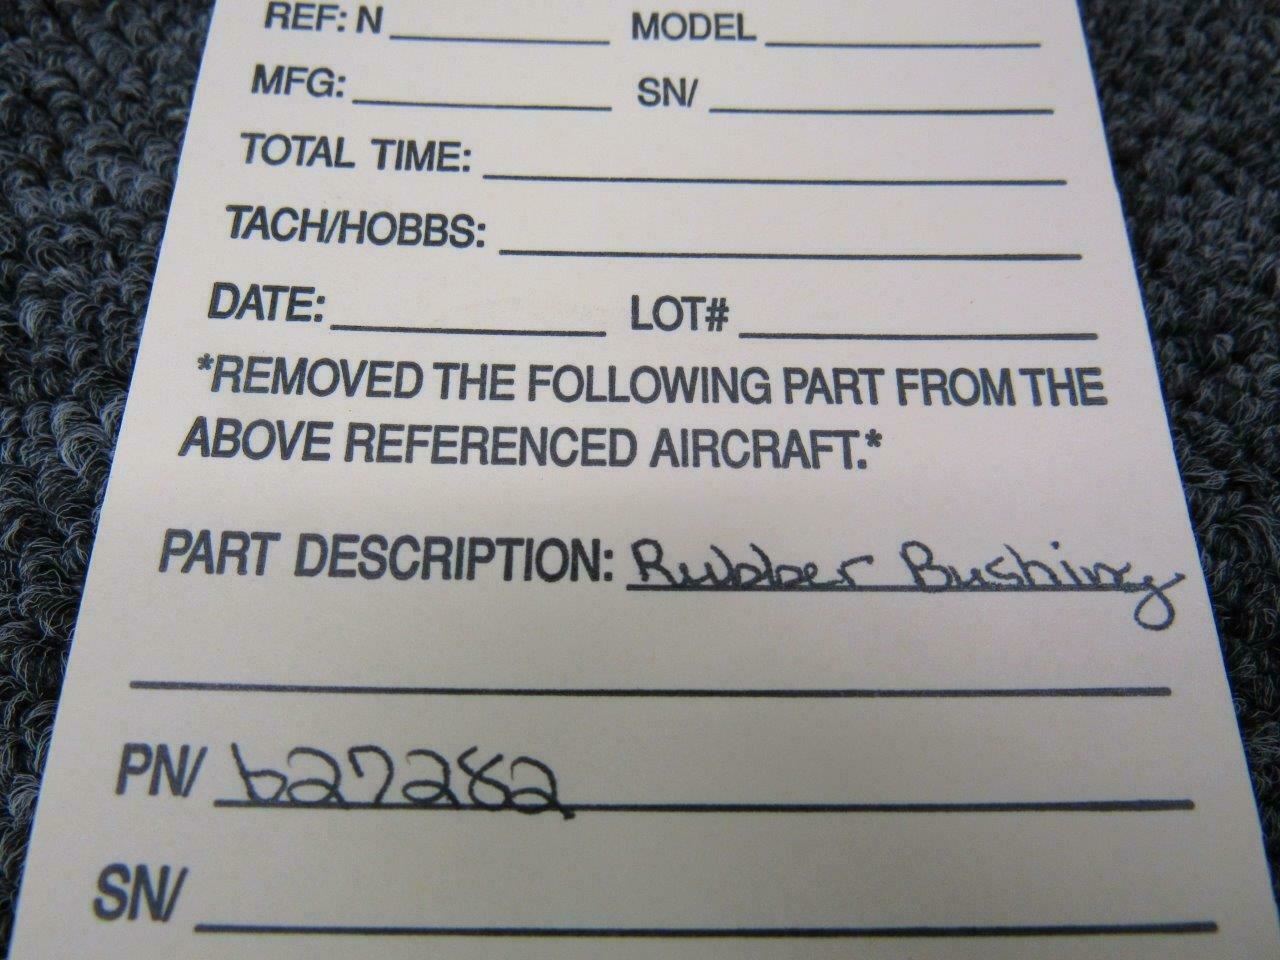 REF: N MODEL
MFG: SN/
TOTAL TIME:
TACH/HOBBS:
DATE: LOT#
*REMOVED THE FOLLOWING PART FROM THE
ABOVE REFERENCED AIRCRAFT.*
PART DESCRIPTION: Rubber Bushing
PN/ 627282
SN/